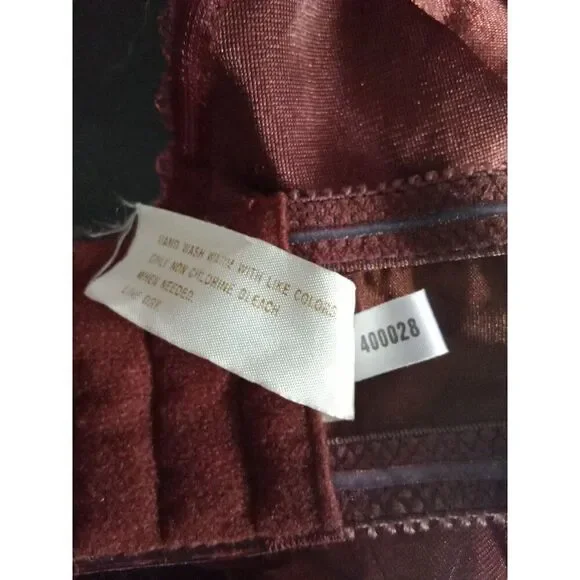 HAND WASH WARM WITH LIKE COLORS
ONLY NON CHLORINE BLEACH
WHEN NEEDED.
LINE DRY.
400028